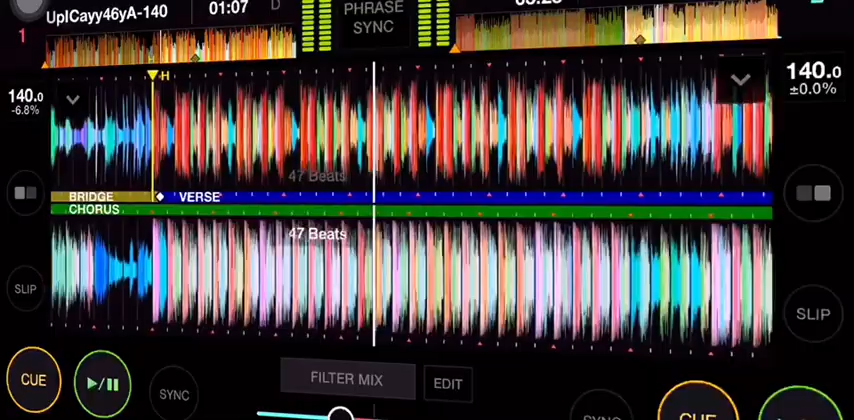 UpICayy46yA-140
01:07
D
PHRASE
SYNC
1
H
140.0
-6.8%
140.0
±0.0%
47 Beats
BRIDGE
VERSE
CHORUS
47 Beats
SLIP
SLIP
CUE
SYNC
FILTER MIX
EDIT
SYNC
CUE